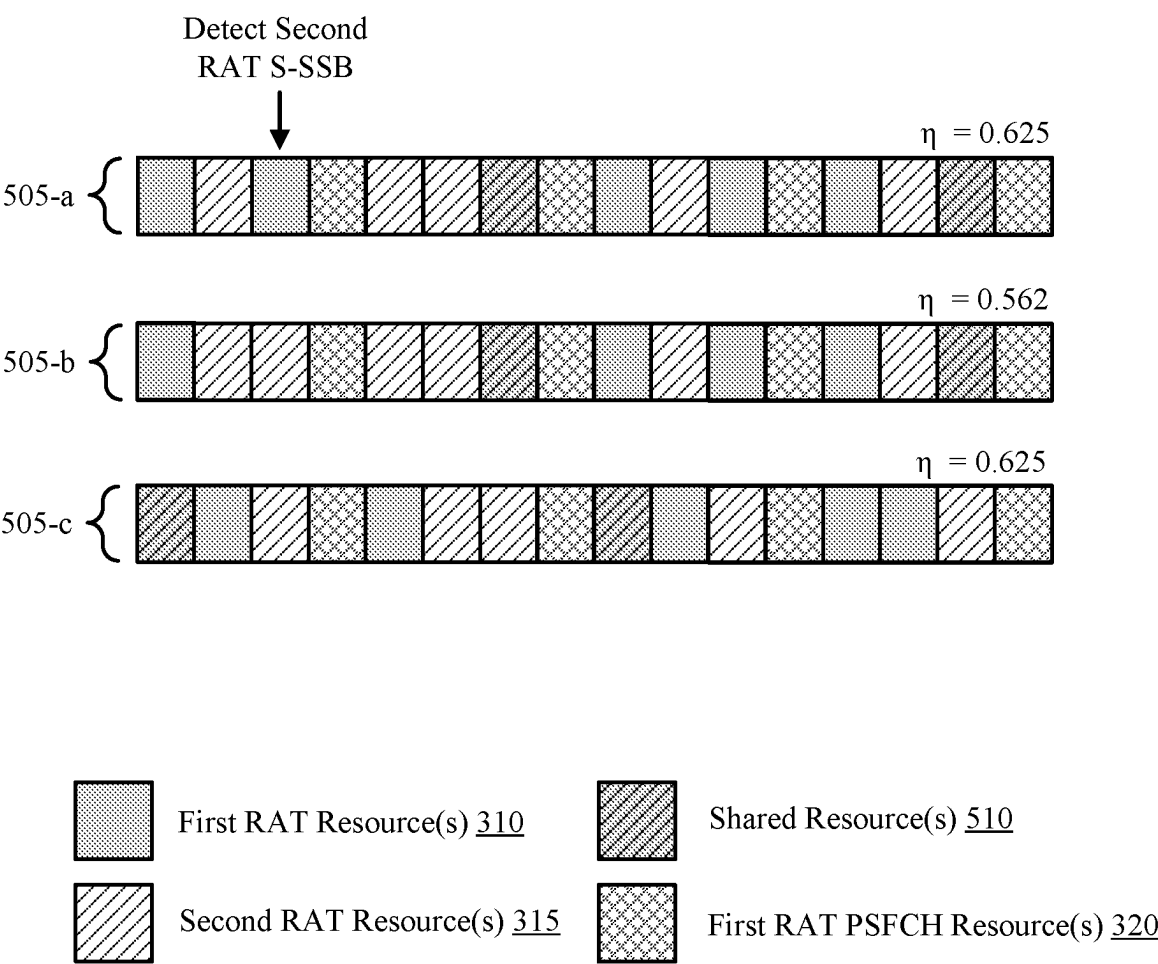 Detect Second
RAT S-SSB
η = 0.625
505-a
η = 0.562
505-b
η = 0.625
505-c
First RAT Resource(s) 310
Shared Resource(s) 510
Second RAT Resource(s) 315
First RAT PSFCH Resource(s) 320